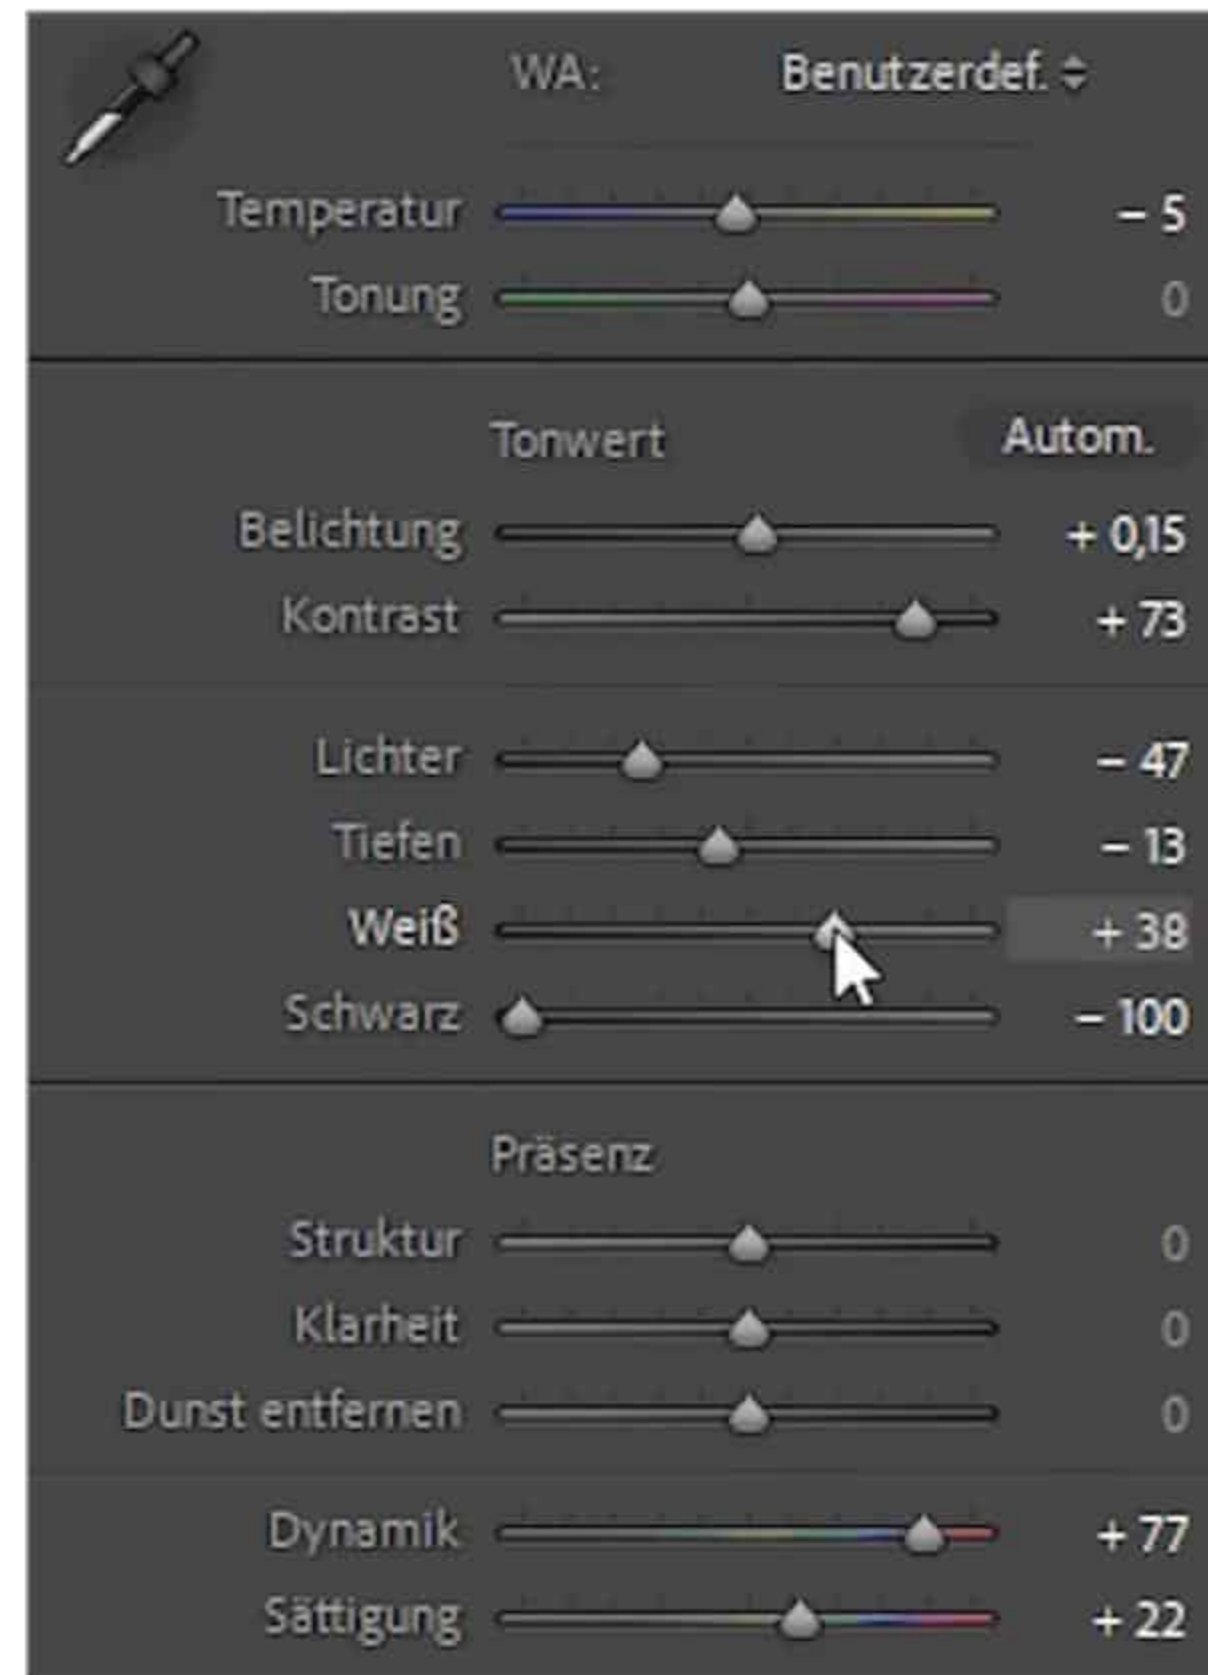 WA: Benutzerdef.
Temperatur – 5
Tonung 0
Tonwert Autom.
Belichtung + 0,15
Kontrast + 73
Lichter – 47
Tiefen – 13
Weiß + 38
Schwarz – 100
Präsenz
Struktur 0
Klarheit 0
Dunst entfernen 0
Dynamik + 77
Sättigung + 22